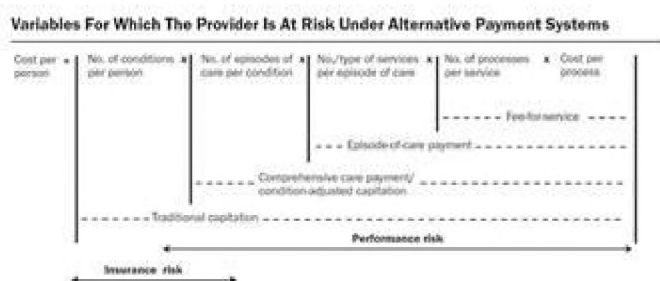 Variables For Which The Provider Is At Risk Under Alternative Payment Systems
Cost per person =
No. of conditions per person x
No. of episodes of care per condition x
No./type of services per episode of care x
No. of processes per service x
Cost per process
Fee-for-service
Episode-of-care payment
Comprehensive care payment/
condition-adjusted capitation
Traditional capitation
Performance risk
Insurance risk